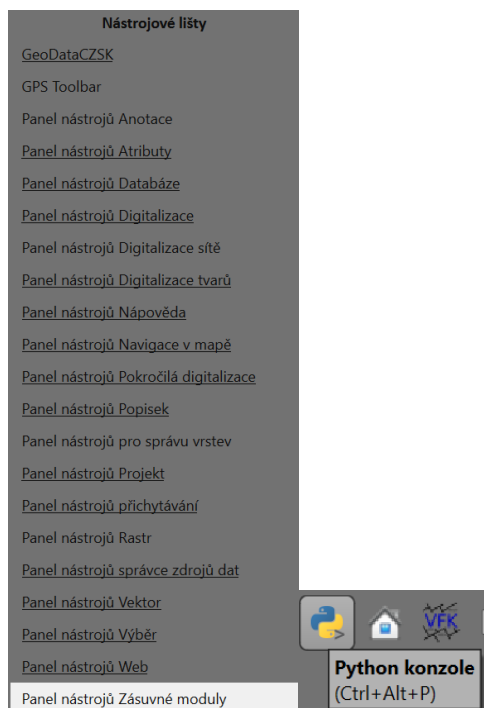 Nástrojové lišty
GeoDataCZSK
GPS Toolbar
Panel nástrojů Anotace
Panel nástrojů Atributy
Panel nástrojů Databáze
Panel nástrojů Digitalizace
Panel nástrojů Digitalizace sítě
Panel nástrojů Digitalizace tvarů
Panel nástrojů Nápověda
Panel nástrojů Navigace v mapě
Panel nástrojů Pokročilá digitalizace
Panel nástrojů Popisek
Panel nástrojů pro správu vrstev
Panel nástrojů Projekt
Panel nástrojů přichytávání
Panel nástrojů Rastr
Panel nástrojů správce zdrojů dat
Panel nástrojů Vektor
Panel nástrojů Výběr
Panel nástrojů Web
Panel nástrojů Zásuvné moduly
VFK
Python konzole
(Ctrl+Alt+P)